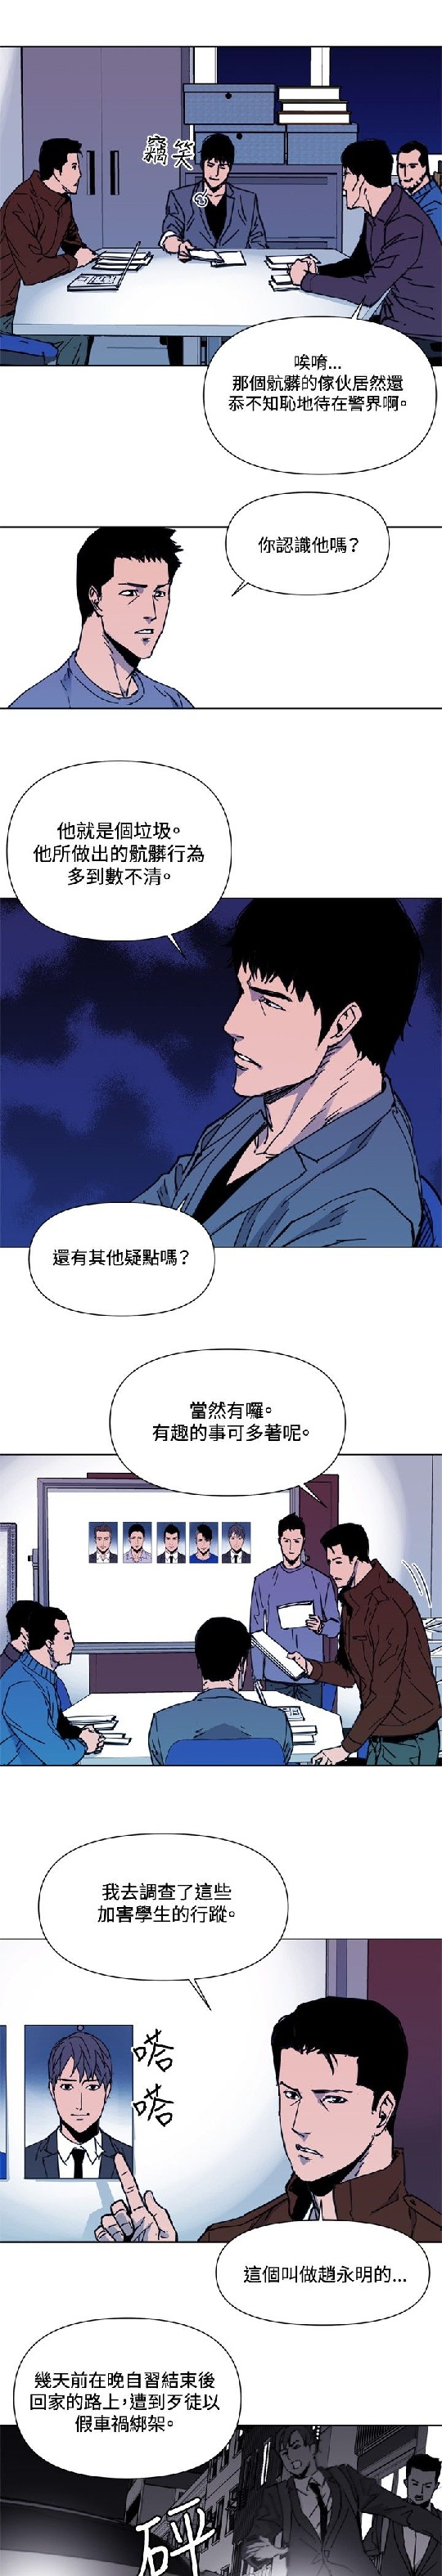 竊笑
唉唷…
那個骯髒的傢伙居然還
忝不知恥地待在警界啊。
你認識他嗎？
他就是個垃圾。
他所做出的骯髒行為
多到數不清。
還有其他疑點嗎？
當然有囉。
有趣的事可多著呢。
我去調查了這些
加害學生的行蹤。
嗒
嗒
這個叫做趙永明的…
幾天前在晚自習結束後
回家的路上，遭到歹徒以
假車禍綁架。
砰